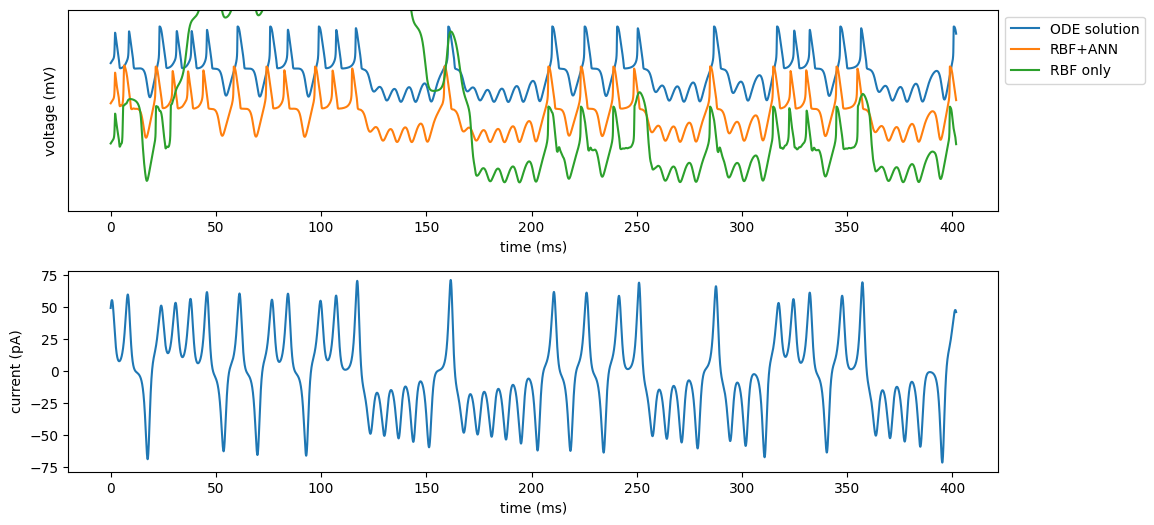 voltage (mV)
0 50 100 150 200 250 300 350 400
time (ms)
ODE solution
RBF+ANN
RBF only
current (pA)
75
50
25
0
−25
−50
−75
0 50 100 150 200 250 300 350 400
time (ms)